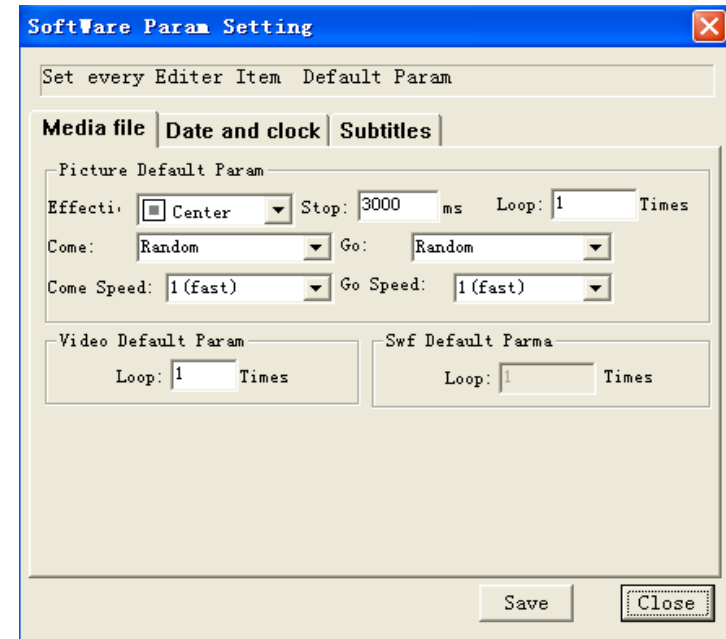 SoftWare Param Setting
Set every Editer Item Default Param
Media file Date and clock Subtitles
Picture Default Param
Effecti Center Stop: 3000 ms Loop: 1 Times
Come: Random Go: Random
Come Speed: 1(fast) Go Speed: 1(fast)
Video Default Param Swf Default Parma
Loop: 1 Times Loop: 1 Times
Save Close